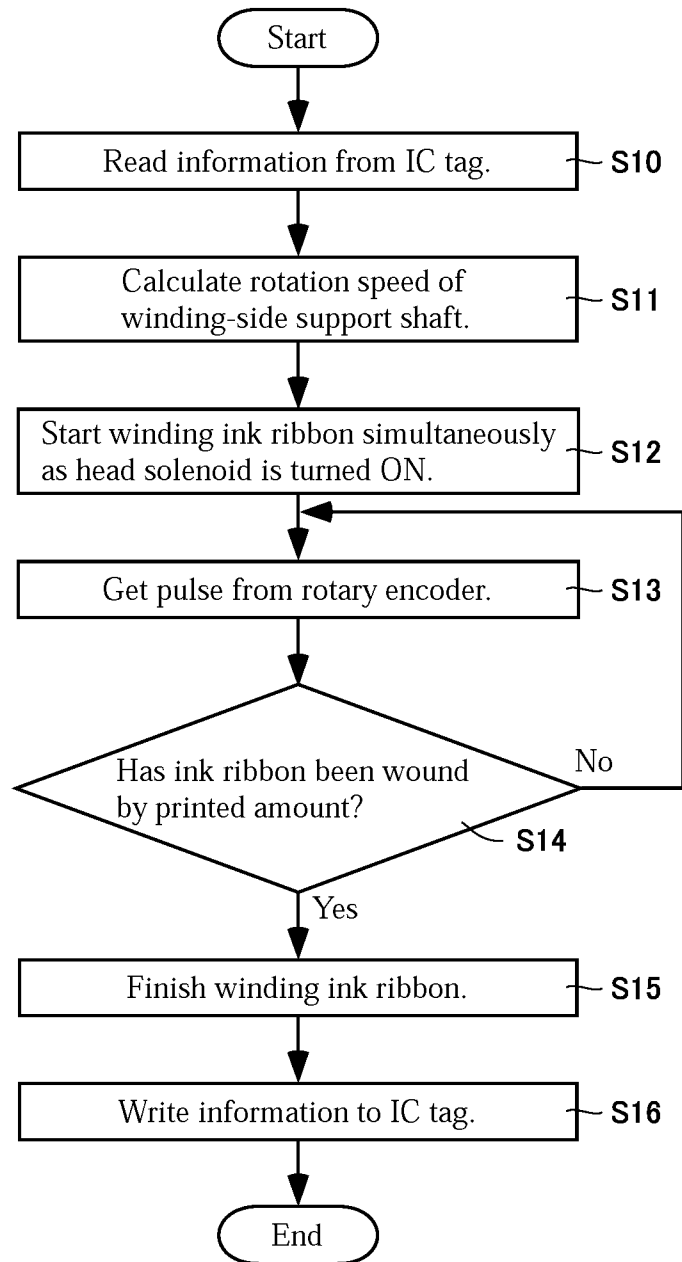 Start
Read information from IC tag.
S10
Calculate rotation speed of
winding-side support shaft.
S11
Start winding ink ribbon simultaneously
as head solenoid is turned ON.
S12
Get pulse from rotary encoder.
S13
Has ink ribbon been wound
by printed amount?
No
S14
Yes
Finish winding ink ribbon.
S15
Write information to IC tag.
S16
End